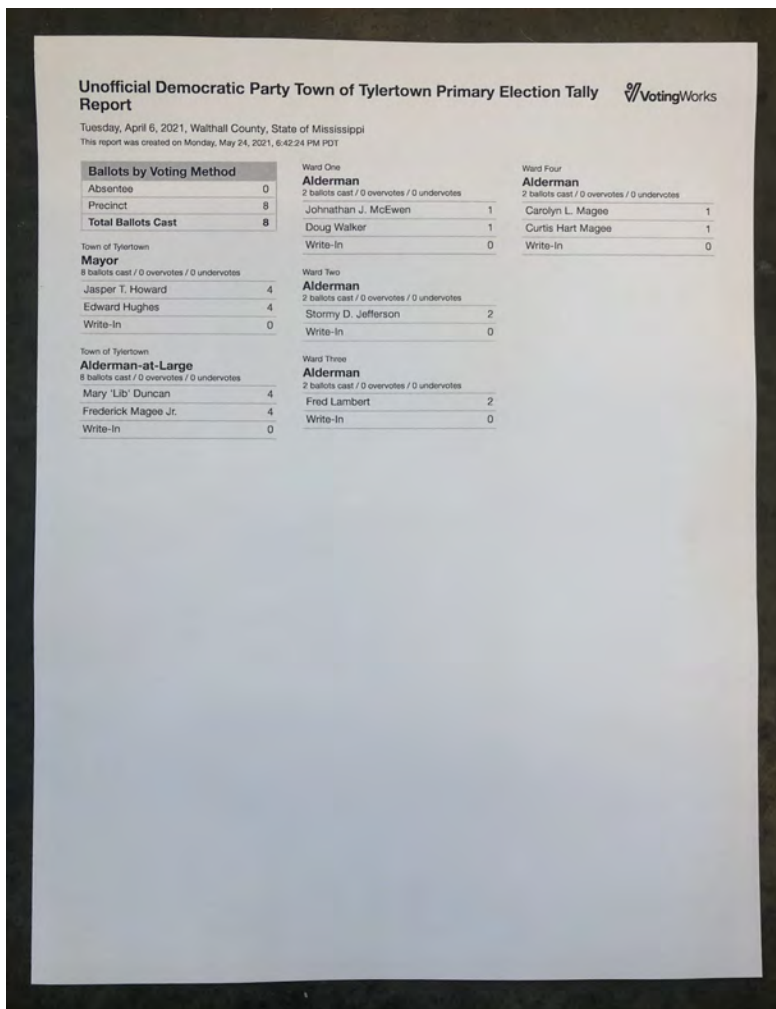 Unofficial Democratic Party Town of Tylertown Primary Election Tally
Report
VotingWorks
Tuesday, April 6, 2021, Walthall County, State of Mississippi
This report was created on Monday, May 24, 2021, 6:42:24 PM PDT
Ballots by Voting Method
Absentee 0
Precinct 8
Total Ballots Cast 8
Town of Tylertown
Mayor
8 ballots cast / 0 overvotes / 0 undervotes
Jasper T. Howard 4
Edward Hughes 4
Write-In 0
Town of Tylertown
Alderman-at-Large
8 ballots cast / 0 overvotes / 0 undervotes
Mary 'Lib' Duncan 4
Frederick Magee Jr. 4
Write-In 0
Ward One
Alderman
2 ballots cast / 0 overvotes / 0 undervotes
Johnathan J. McEwen 1
Doug Walker 1
Write-In 0
Ward Two
Alderman
2 ballots cast / 0 overvotes / 0 undervotes
Stormy D. Jefferson 2
Write-In 0
Ward Three
Alderman
2 ballots cast / 0 overvotes / 0 undervotes
Fred Lambert 2
Write-In 0
Ward Four
Alderman
2 ballots cast / 0 overvotes / 0 undervotes
Carolyn L. Magee 1
Curtis Hart Magee 1
Write-In 0